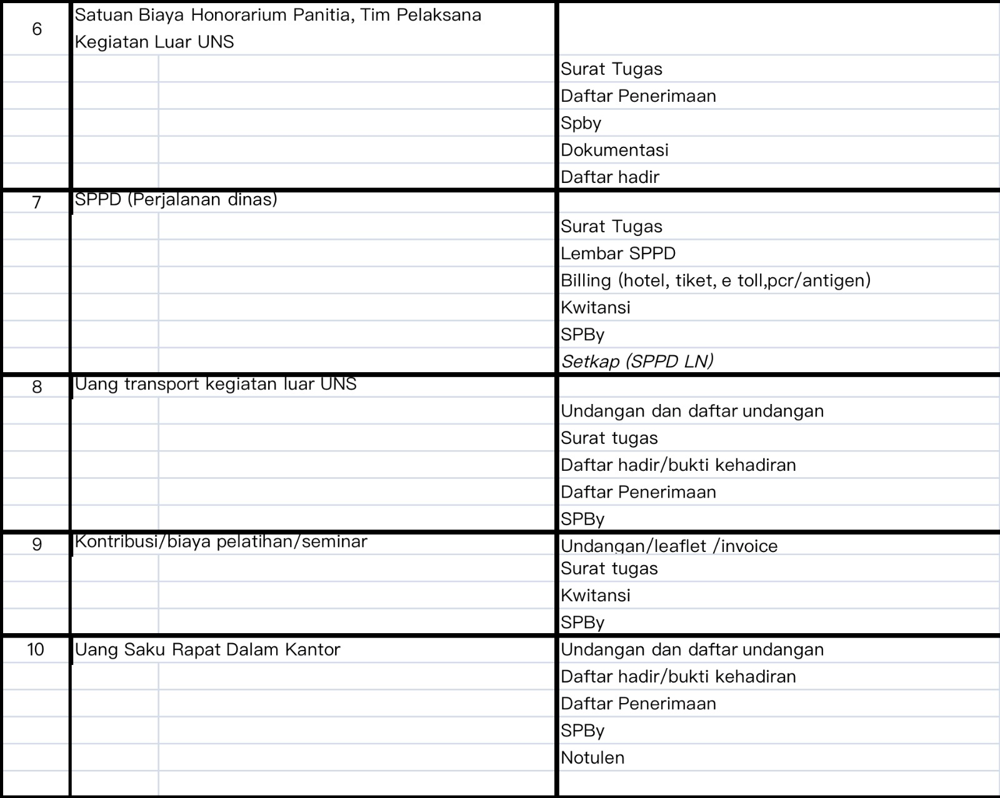 6
Satuan Biaya Honorarium Panitia, Tim Pelaksana
Kegiatan Luar UNS
Surat Tugas
Daftar Penerimaan
Spby
Dokumentasi
Daftar hadir
7
SPPD (Perjalanan dinas)
Surat Tugas
Lembar SPPD
Billing (hotel, tiket, e toll,pcr/antigen)
Kwitansi
SPBy
Setkap (SPPD LN)
8
Uang transport kegiatan luar UNS
Undangan dan daftar undangan
Surat tugas
Daftar hadir/bukti kehadiran
Daftar Penerimaan
SPBy
9
Kontribusi/biaya pelatihan/seminar
Undangan/leaflet /invoice
Surat tugas
Kwitansi
SPBy
10
Uang Saku Rapat Dalam Kantor
Undangan dan daftar undangan
Daftar hadir/bukti kehadiran
Daftar Penerimaan
SPBy
Notulen